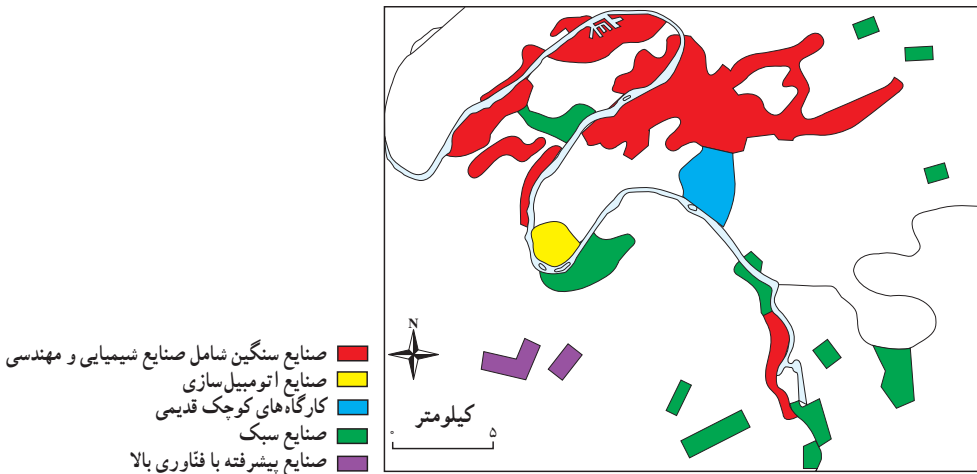 N
صنایع سنگین شامل صنایع شیمیایی و مهندسی
صنایع اتومبیل‌سازی
کارگاه‌های کوچک قدیمی
صنایع سبک
صنایع پیشرفته با فنّاوری بالا
کیلومتر
۰ ۵